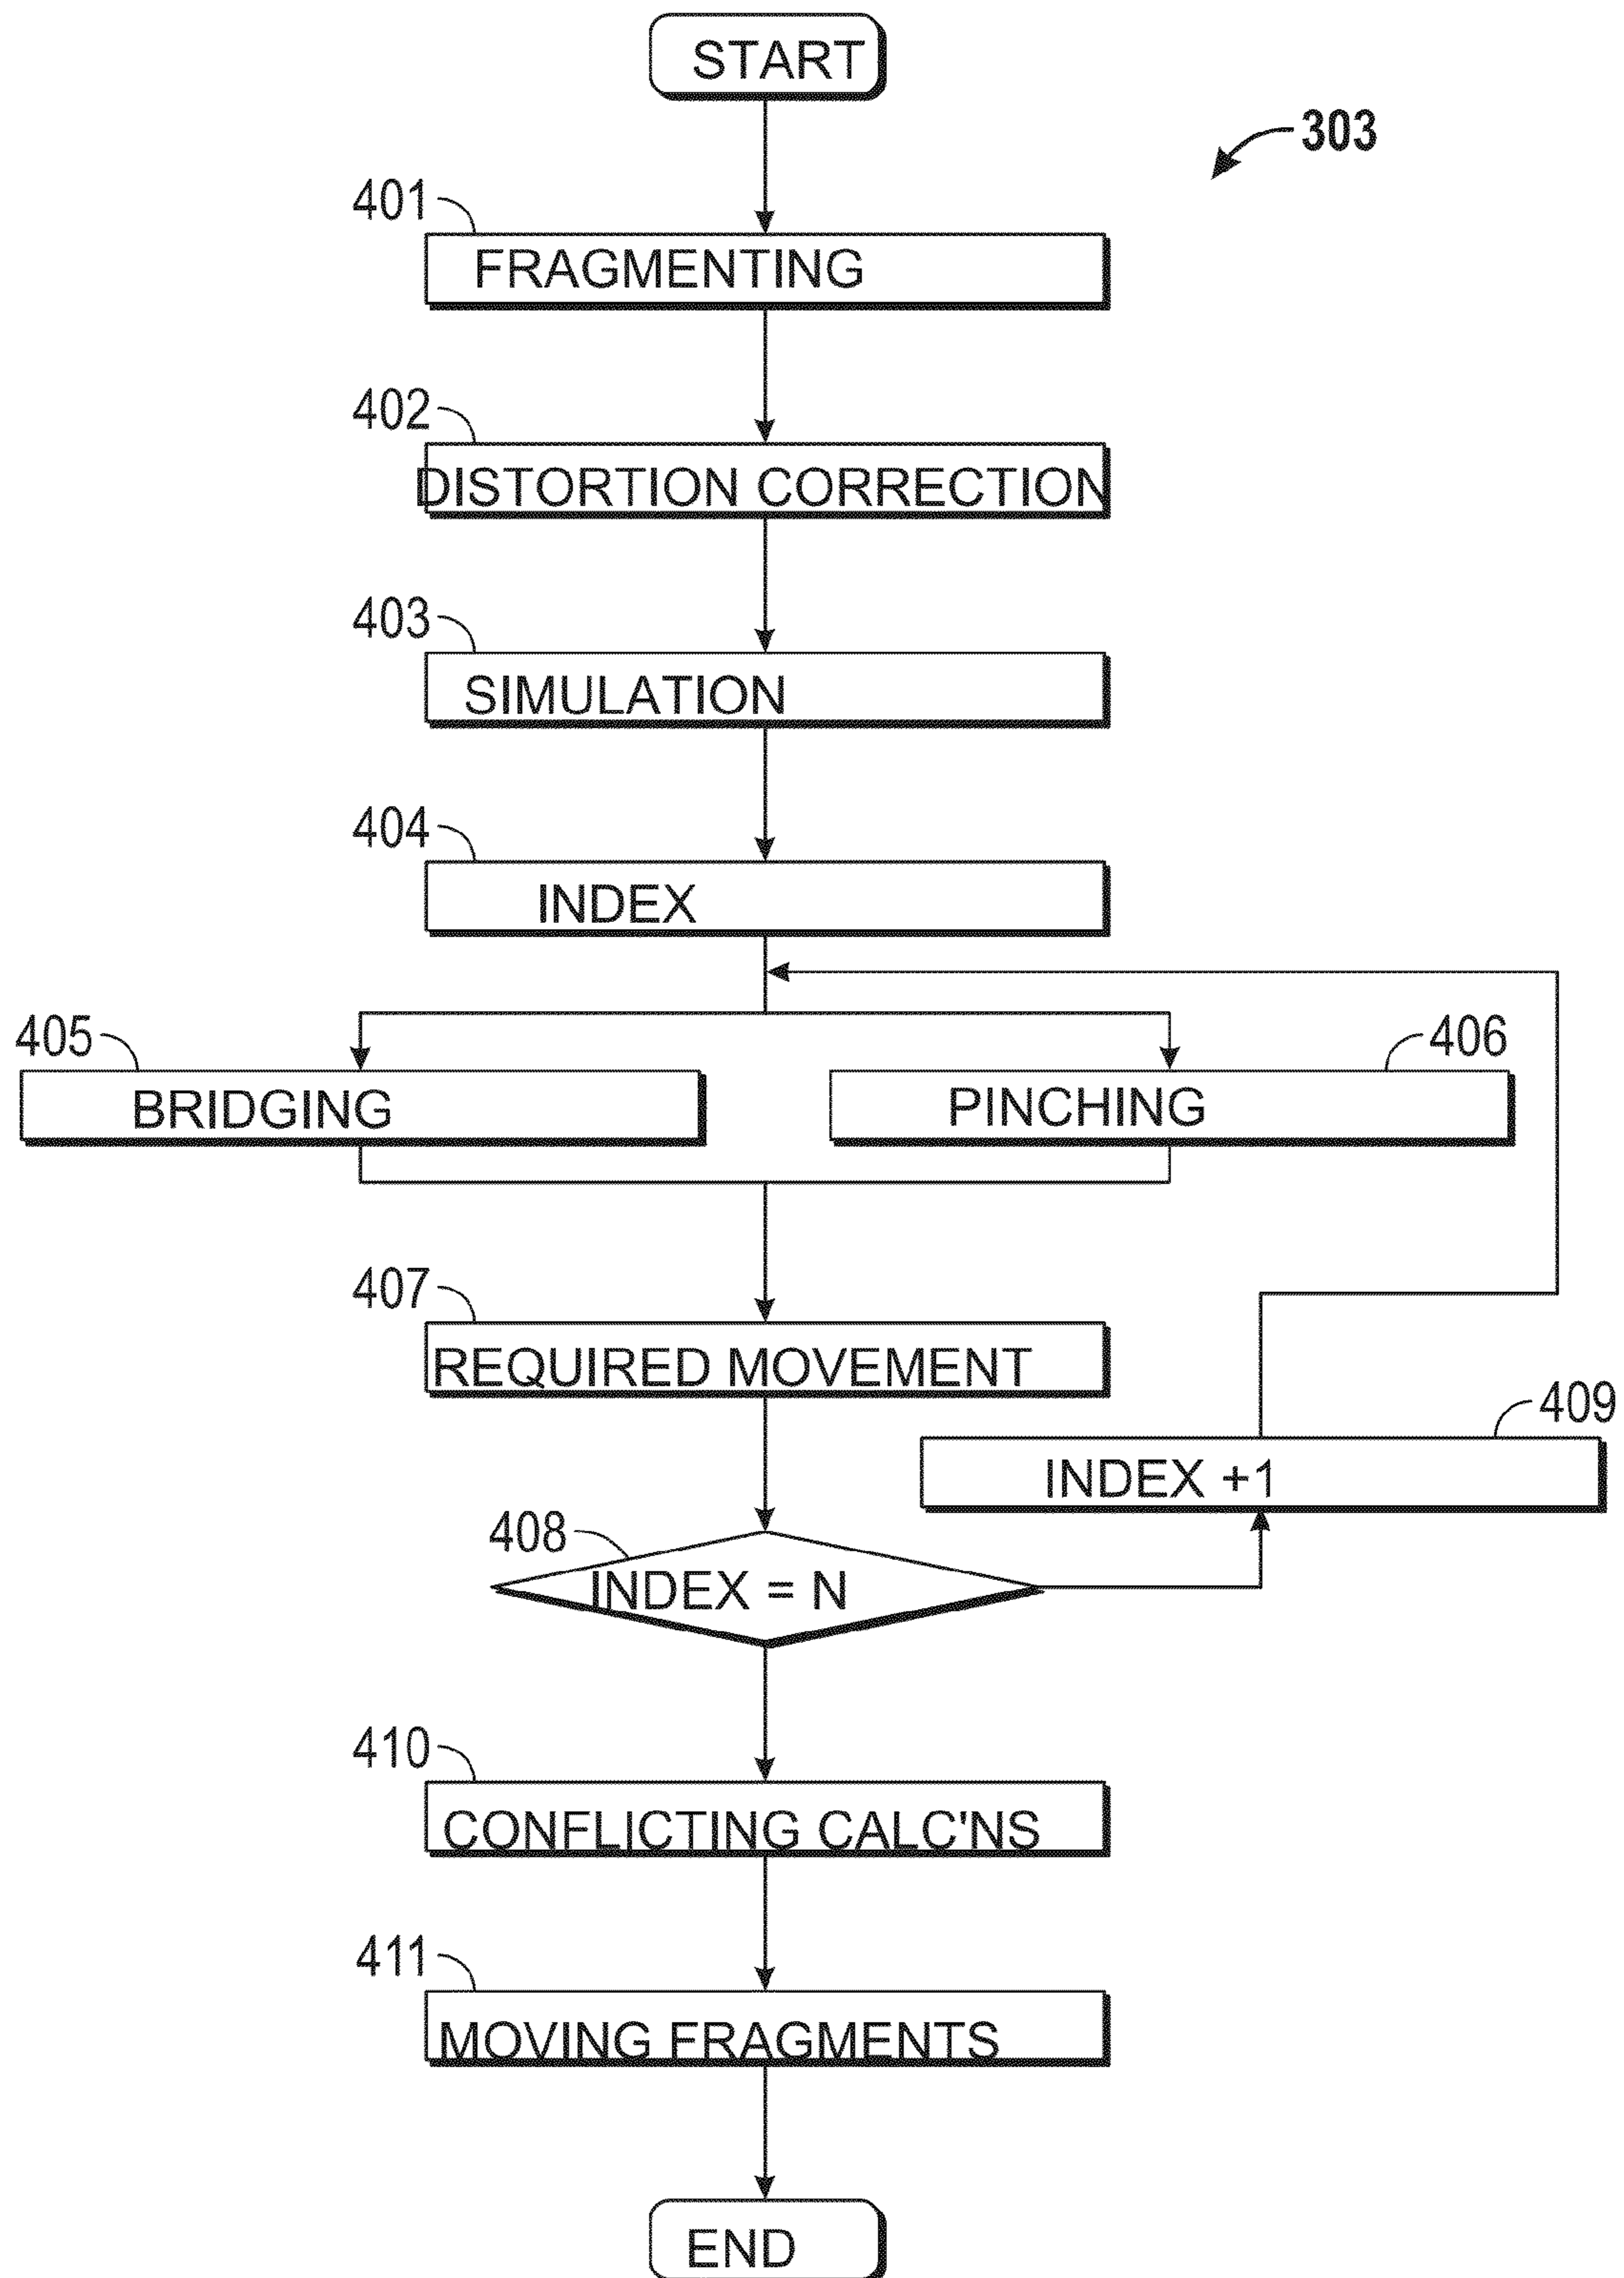 START
303
401
FRAGMENTING
402
DISTORTION CORRECTION
403
SIMULATION
404
INDEX
405
BRIDGING
406
PINCHING
407
REQUIRED MOVEMENT
409
INDEX +1
408
INDEX = N
410
CONFLICTING CALC'NS
411
MOVING FRAGMENTS
END